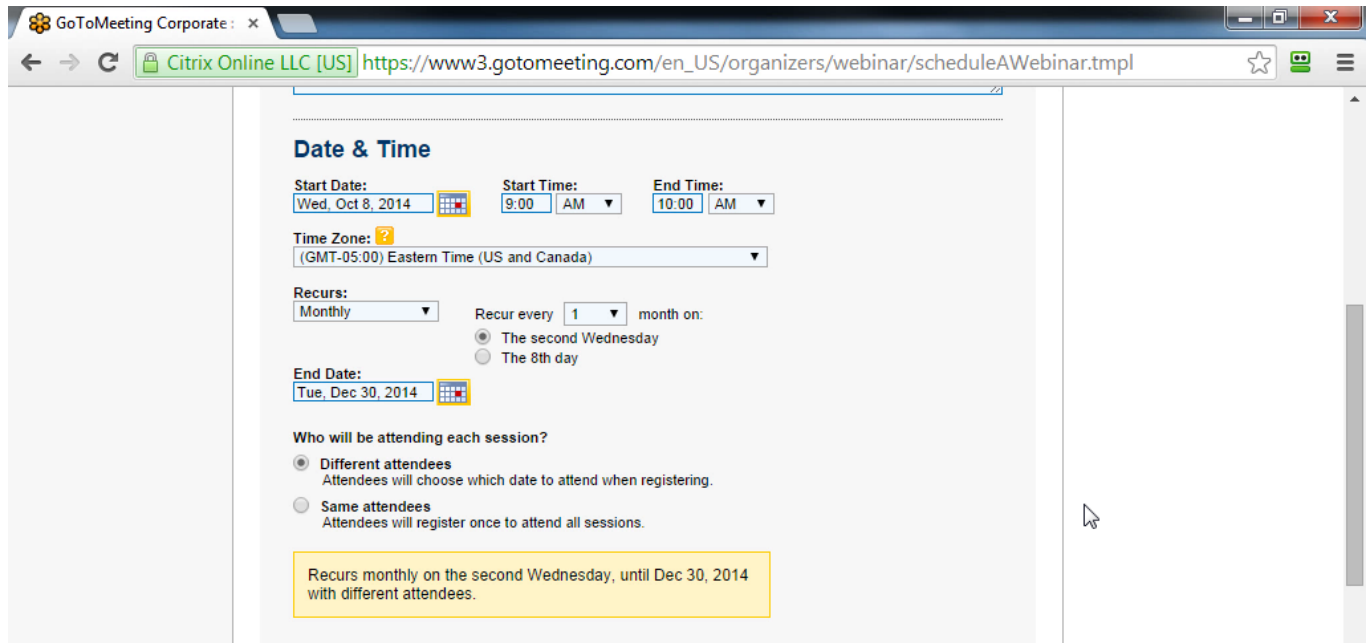 GoToMeeting Corporate :
Citrix Online LLC [US] https://www3.gotomeeting.com/en_US/organizers/webinar/scheduleAWebinar.tmpl
Date & Time
Start Date: Start Time: End Time:
Wed, Oct 8, 2014 9:00 AM 10:00 AM
Time Zone: ?
(GMT-05:00) Eastern Time (US and Canada)
Recurs:
Monthly Recur every 1 month on:
The second Wednesday
The 8th day
End Date:
Tue, Dec 30, 2014
Who will be attending each session?
Different attendees
Attendees will choose which date to attend when registering.
Same attendees
Attendees will register once to attend all sessions.
Recurs monthly on the second Wednesday, until Dec 30, 2014
with different attendees.